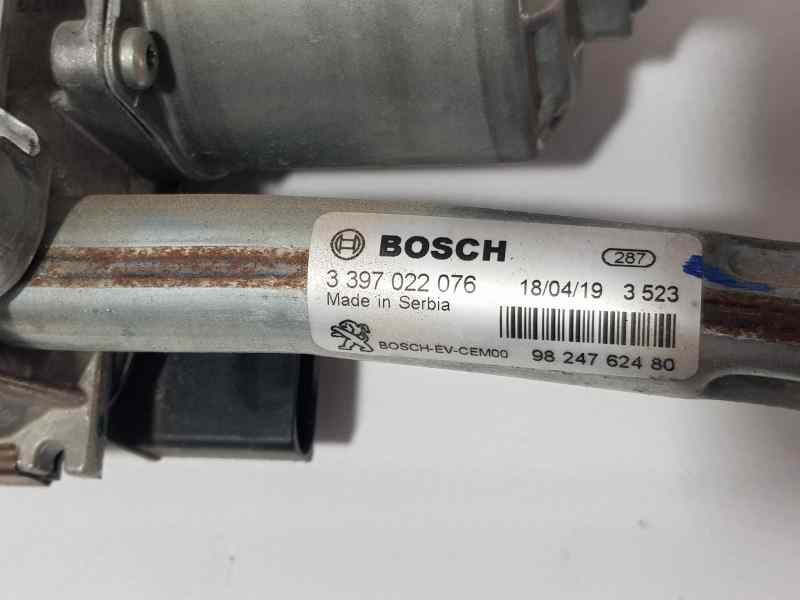 BOSCH 287
3 397 022 076 18/04/19 3 523
Made in Serbia
BOSCH-EV-CEM00 98 247 624 80